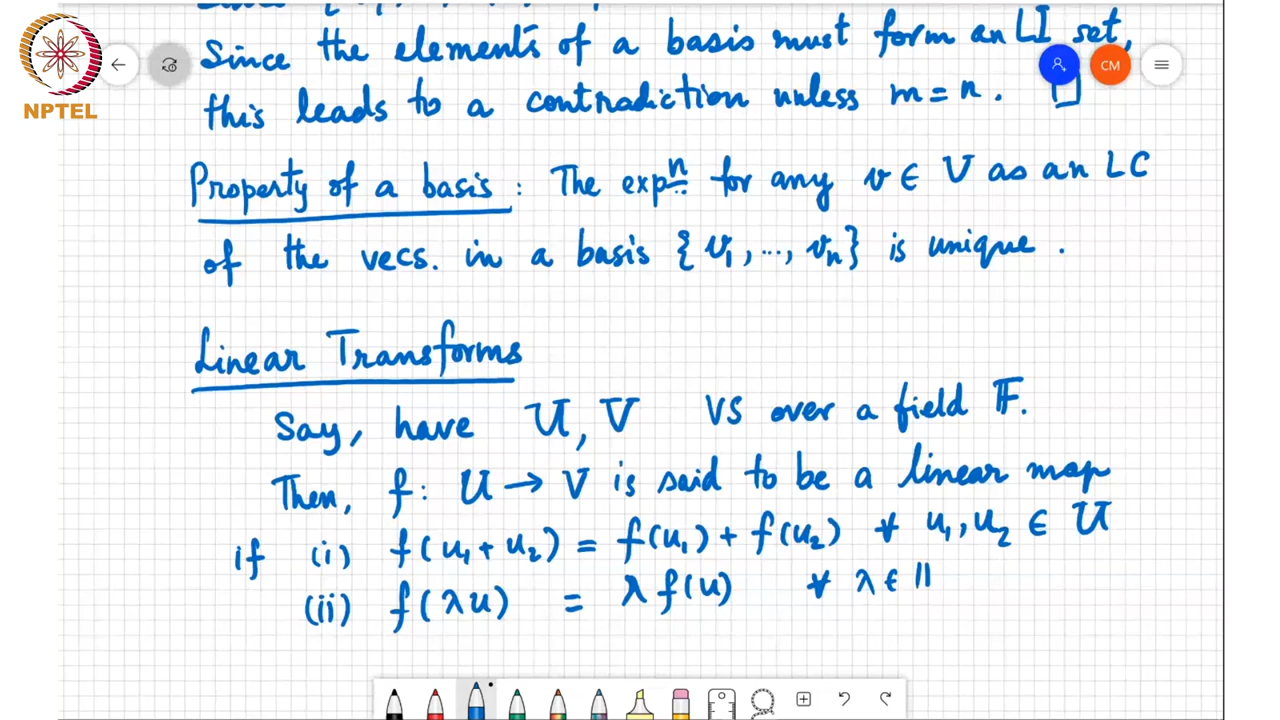 Since the elements of a basis must form an LI set,
this leads to a contradiction unless m = n. □
NPTEL
CM
Property of a basis : The expⁿ for any v ∈ V as an LC
of the vecs. in a basis {v₁, ..., vₙ} is unique.
Linear Transforms
Say, have U, V VS over a field 𝔽.
Then, f: U → V is said to be a linear map
if (i) f(u₁ + u₂) = f(u₁) + f(u₂) ∀ u₁, u₂ ∈ U
(ii) f(λu) = λ f(u) ∀ λ ∈